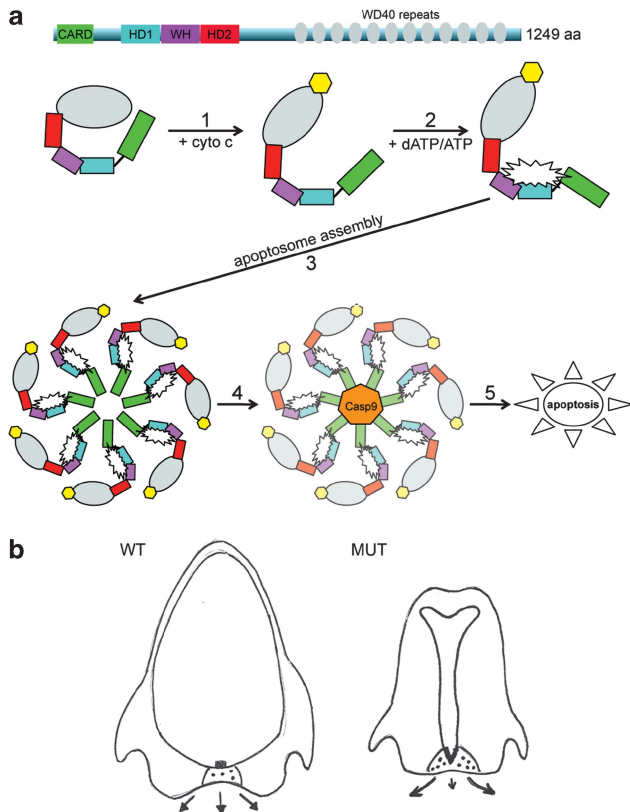 a
WD40 repeats
CARD HD1 WH HD2 1249 aa
1
+ cyto c
2
+ dATP/ATP
apoptosome assembly
3
4
Casp9
5
apoptosis
b
WT MUT